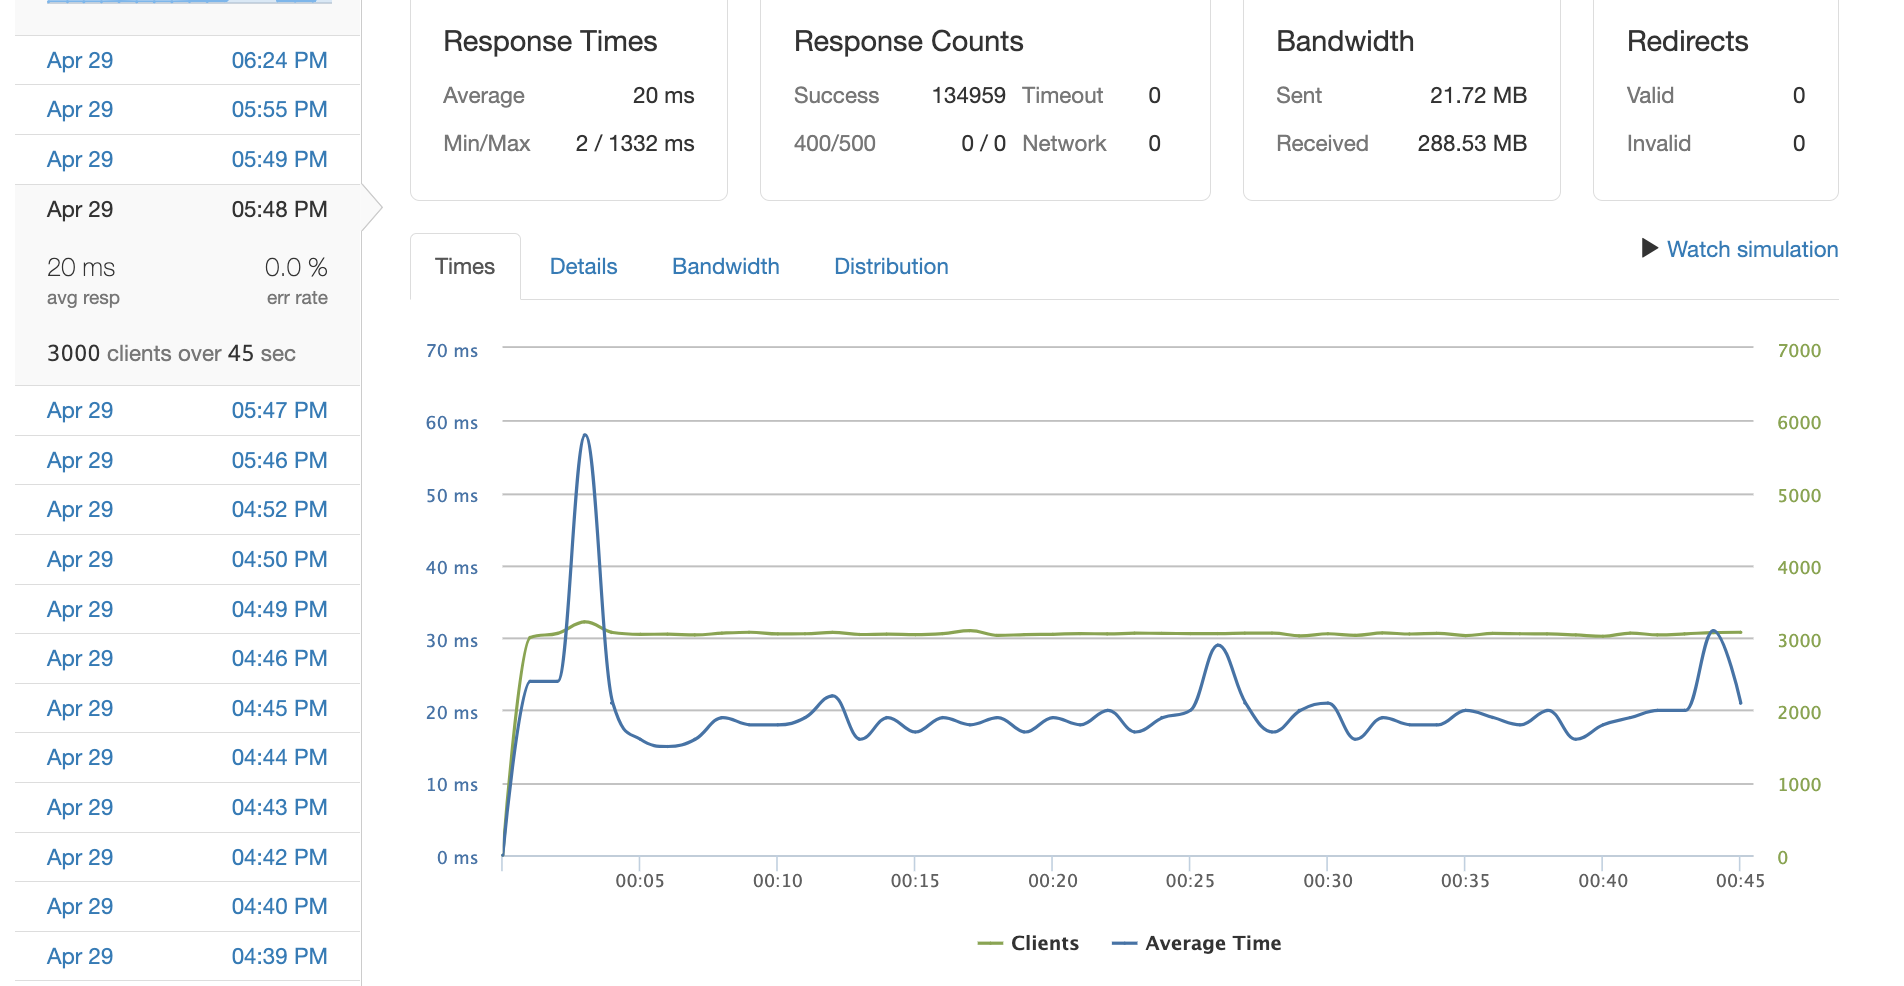 Apr 29 06:24 PM
Apr 29 05:55 PM
Apr 29 05:49 PM
Apr 29 05:48 PM
20 ms 0.0 %
avg resp err rate
3000 clients over 45 sec
Apr 29 05:47 PM
Apr 29 05:46 PM
Apr 29 04:52 PM
Apr 29 04:50 PM
Apr 29 04:49 PM
Apr 29 04:46 PM
Apr 29 04:45 PM
Apr 29 04:44 PM
Apr 29 04:43 PM
Apr 29 04:42 PM
Apr 29 04:40 PM
Apr 29 04:39 PM
Response Times
Average 20 ms
Min/Max 2 / 1332 ms
Response Counts
Success 134959 Timeout 0
400/500 0 / 0 Network 0
Bandwidth
Sent 21.72 MB
Received 288.53 MB
Redirects
Valid 0
Invalid 0
Times Details Bandwidth Distribution
Watch simulation
70 ms 7000
60 ms 6000
50 ms 5000
40 ms 4000
30 ms 3000
20 ms 2000
10 ms 1000
0 ms 0
00:05 00:10 00:15 00:20 00:25 00:30 00:35 00:40 00:45
Clients Average Time